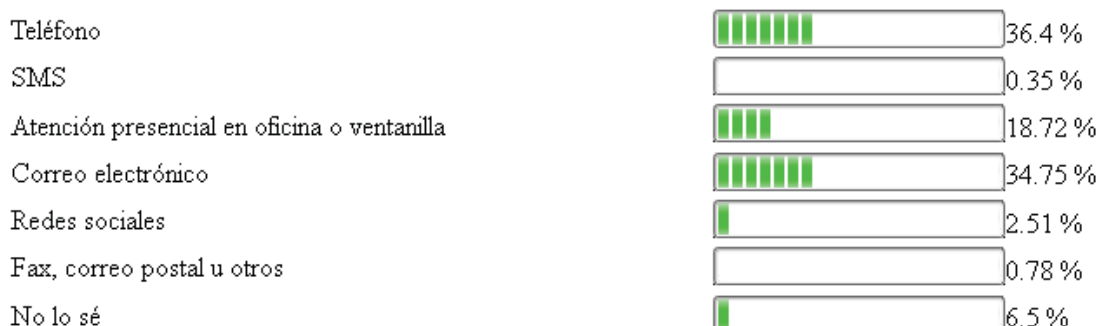 Teléfono 36.4 %
SMS 0.35 %
Atención presencial en oficina o ventanilla 18.72 %
Correo electrónico 34.75 %
Redes sociales 2.51 %
Fax, correo postal u otros 0.78 %
No lo sé 6.5 %